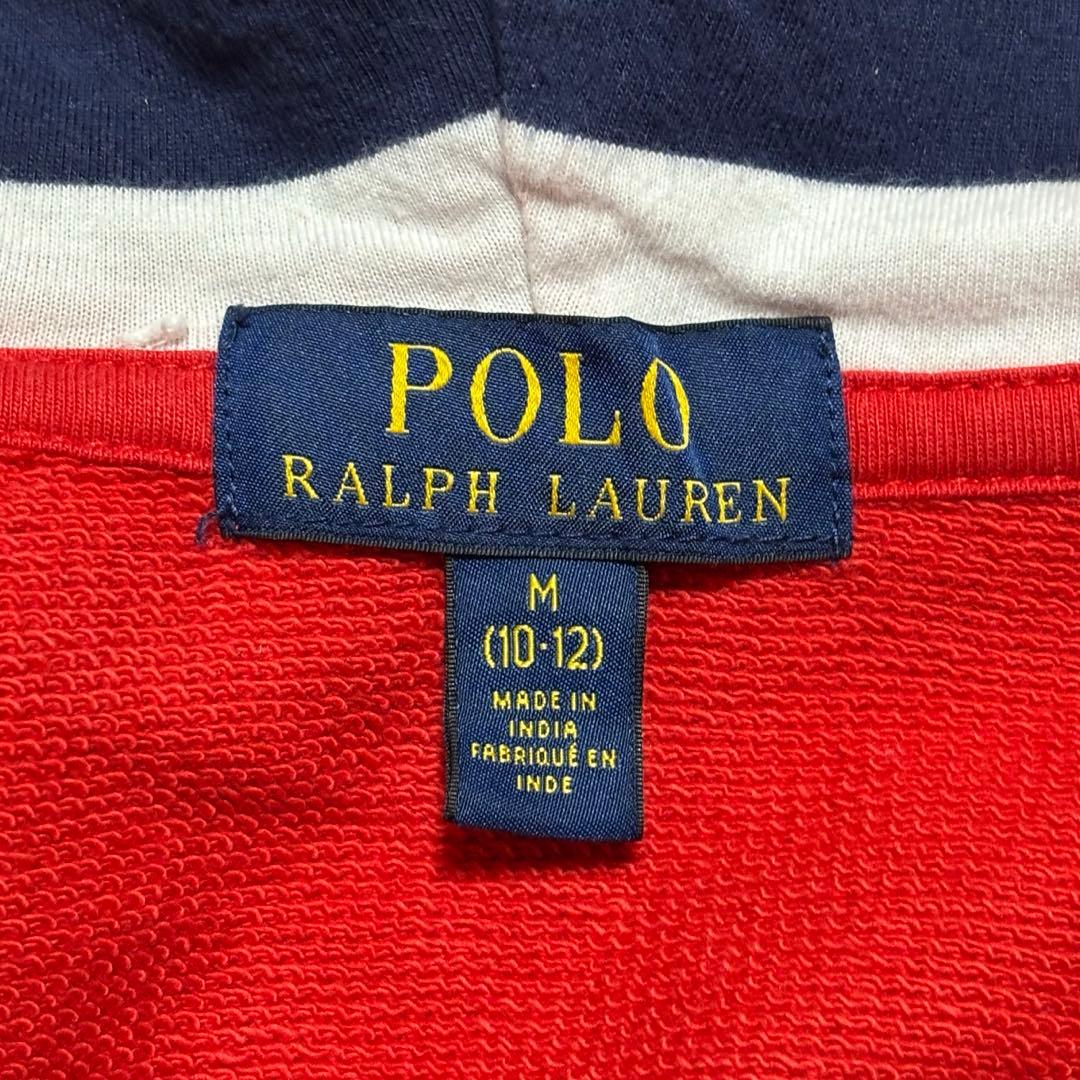 POLO
RALPH LAUREN
M
(10-12)
MADE IN
INDIA
FABRIQUÉ EN
INDE